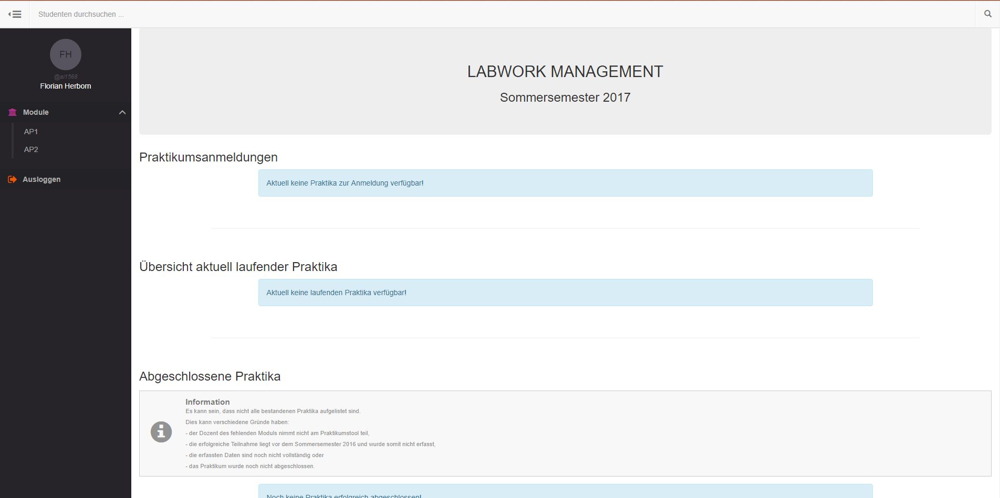 Studenten durchsuchen ...
FH
@ai1568
Florian Herborn
Module
AP1
AP2
Ausloggen
LABWORK MANAGEMENT
Sommersemester 2017
Praktikumsanmeldungen
Aktuell keine Praktika zur Anmeldung verfügbar!
Übersicht aktuell laufender Praktika
Aktuell keine laufenden Praktika verfügbar!
Abgeschlossene Praktika
Information
Es kann sein, dass nicht alle bestandenen Praktika aufgelistet sind.
Dies kann verschiedene Gründe haben:
- der Dozent des fehlenden Moduls nimmt nicht am Praktikumstool teil,
- die erfolgreiche Teilnahme liegt vor dem Sommersemester 2016 und wurde somit nicht erfasst,
- die erfassten Daten sind noch nicht vollständig oder
- das Praktikum wurde noch nicht abgeschlossen.
Noch keine Praktika erfolgreich abgeschlossen!